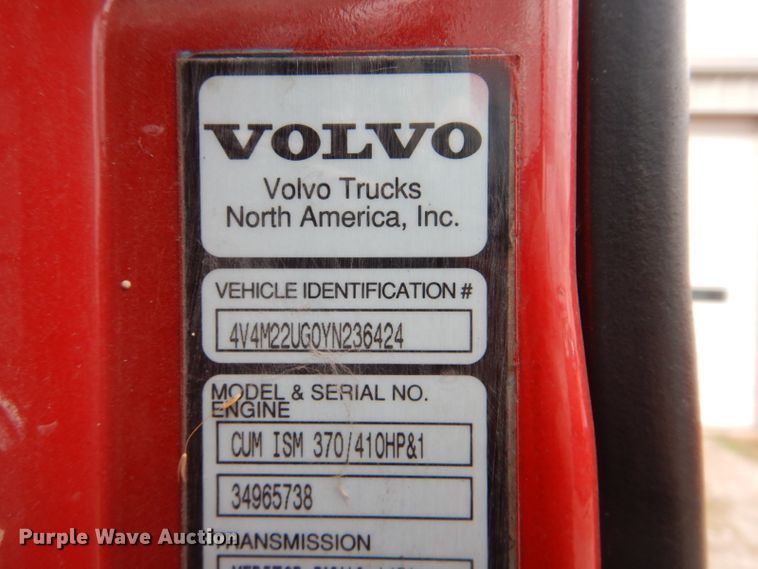 VOLVO
Volvo Trucks
North America, Inc.
VEHICLE IDENTIFICATION #
4V4M22UG0YN236424
MODEL & SERIAL NO.
ENGINE
CUM ISM 370/410HP&1
34965738
TRANSMISSION
Purple Wave Auction